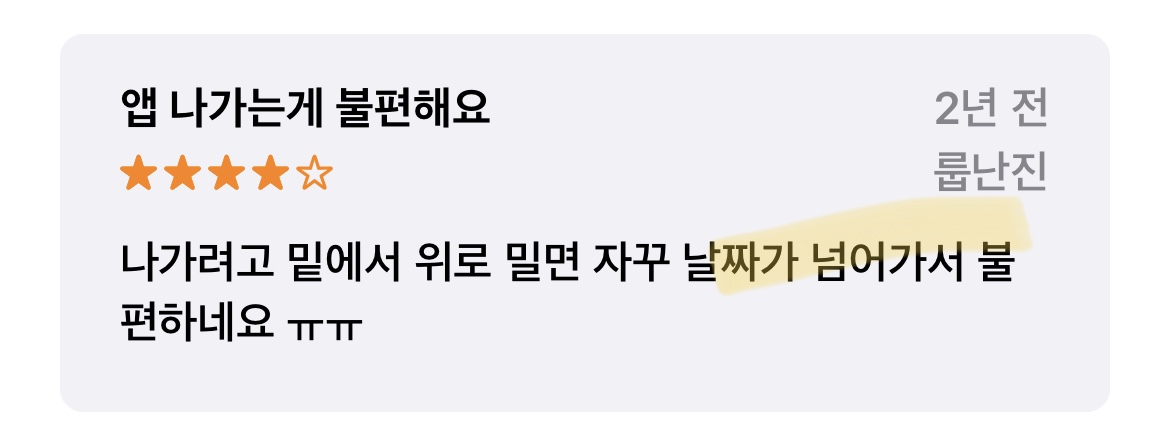 앱 나가는게 불편해요
2년 전
룹난진
나가려고 밑에서 위로 밀면 자꾸 날짜가 넘어가서 불
편하네요 ㅠㅠ